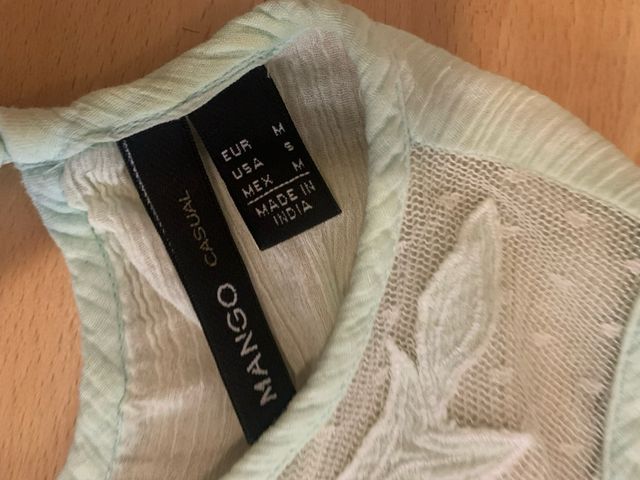 EUR M
USA S
MEX M
MADE IN
INDIA
MANGO CASUAL